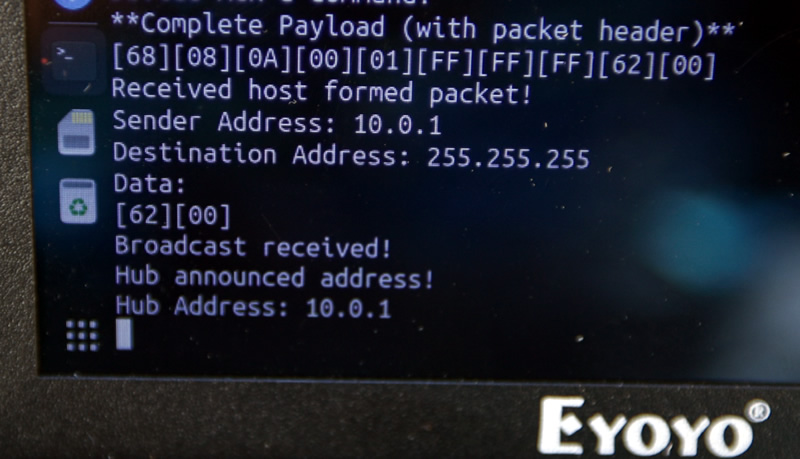 **Complete Payload (with packet header)**
[68][08][0A][00][01][FF][FF][FF][62][00]
Received host formed packet!
Sender Address: 10.0.1
Destination Address: 255.255.255
Data:
[62][00]
Broadcast received!
Hub announced address!
Hub Address: 10.0.1
EYOYO®